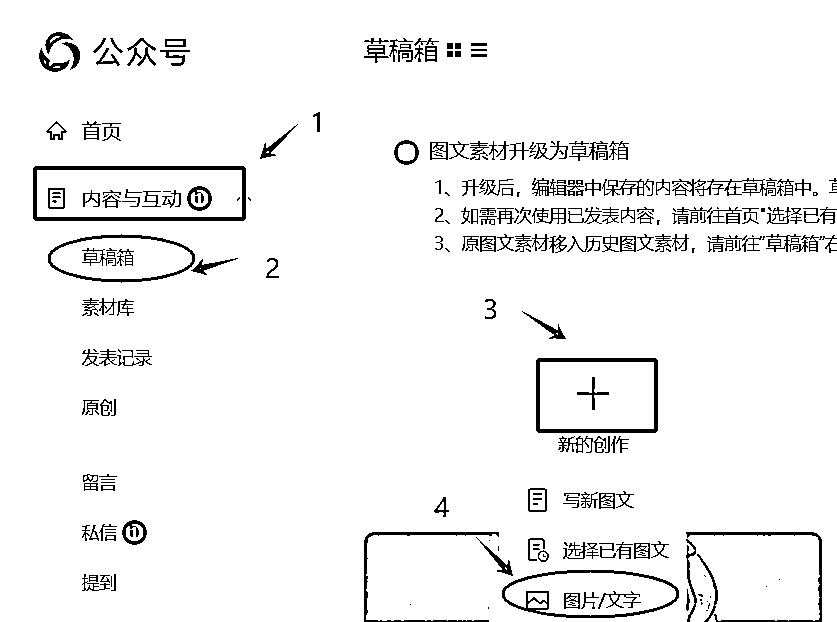 公众号
首页
1
内容与互动
草稿箱
2
素材库
发表记录
原创
留言
私信
提到
草稿箱
图文素材升级为草稿箱
1、升级后，编辑器中保存的内容将存在草稿箱中。草
2、如需再次使用已发表内容，请前往首页"选择已有
3、原图文素材移入历史图文素材，请前往"草稿箱"在
3
新的创作
写新图文
4
选择已有图文
图片/文字